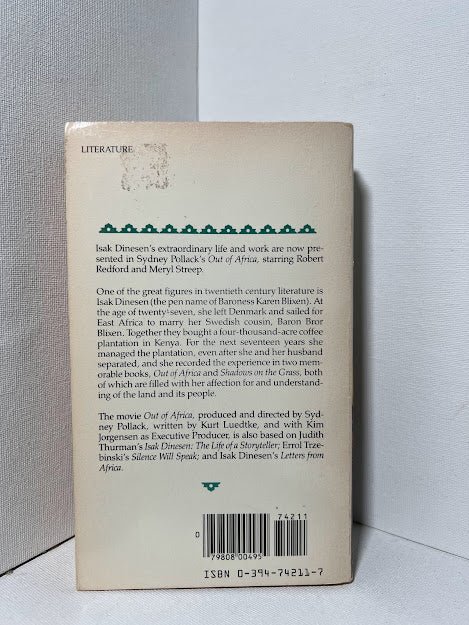 LITERATURE
Isak Dinesen's extraordinary life and work are now pre-
sented in Sydney Pollack's Out of Africa, starring Robert
Redford and Meryl Streep.
One of the great figures in twentieth century literature is
Isak Dinesen (the pen name of Baroness Karen Blixen). At
the age of twenty-seven, she left Denmark and sailed for
East Africa to marry her Swedish cousin, Baron Bror
Blixen. Together they bought a four-thousand-acre coffee
plantation in Kenya. For the next seventeen years she
managed the plantation, even after she and her husband
separated, and she recorded the experience in two mem-
orable books, Out of Africa and Shadows on the Grass, both
of which are filled with her affection for and understand-
ing of the land and its people.
The movie Out of Africa, produced and directed by Syd-
ney Pollack, written by Kurt Luedtke, and with Kim
Jorgensen as Executive Producer, is also based on Judith
Thurman's Isak Dinesen: The Life of a Storyteller; Errol Trze-
binski's Silence Will Speak; and Isak Dinesen's Letters from
Africa.
74211
0
79808 00495
ISBN 0-394-74211-7